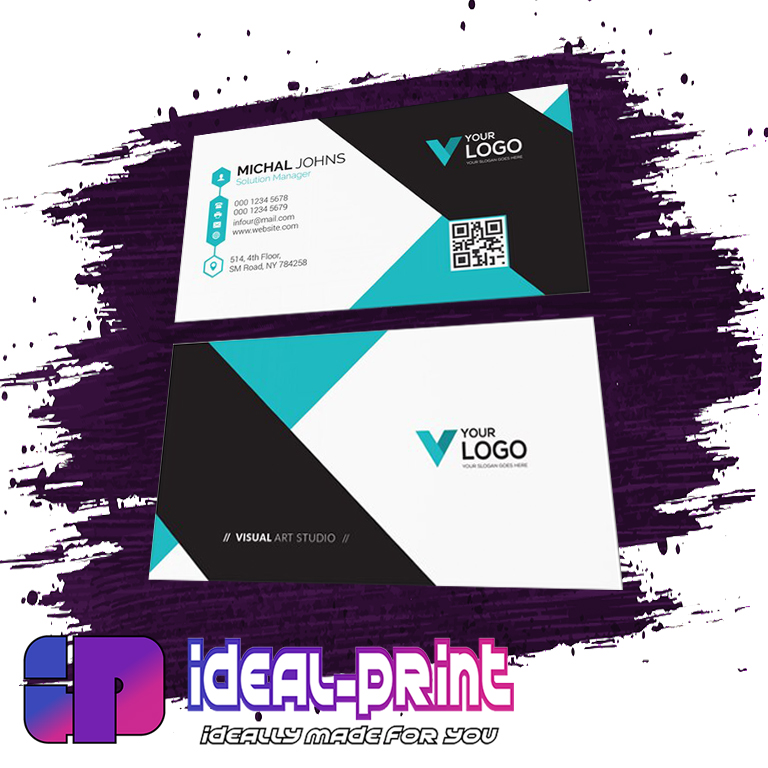 MICHAL JOHNS
Solution Manager
000 1234 5678
000 1234 5679
infour@mail.com
www.website.com
514, 4th Floor,
SM Road, NY 784258
YOUR
LOGO
YOUR SLOGAN GOES HERE
YOUR
LOGO
YOUR SLOGAN GOES HERE
// VISUAL ART STUDIO //
iP
iDEAL-PRINT
iDEALLY MADE FOR YOU